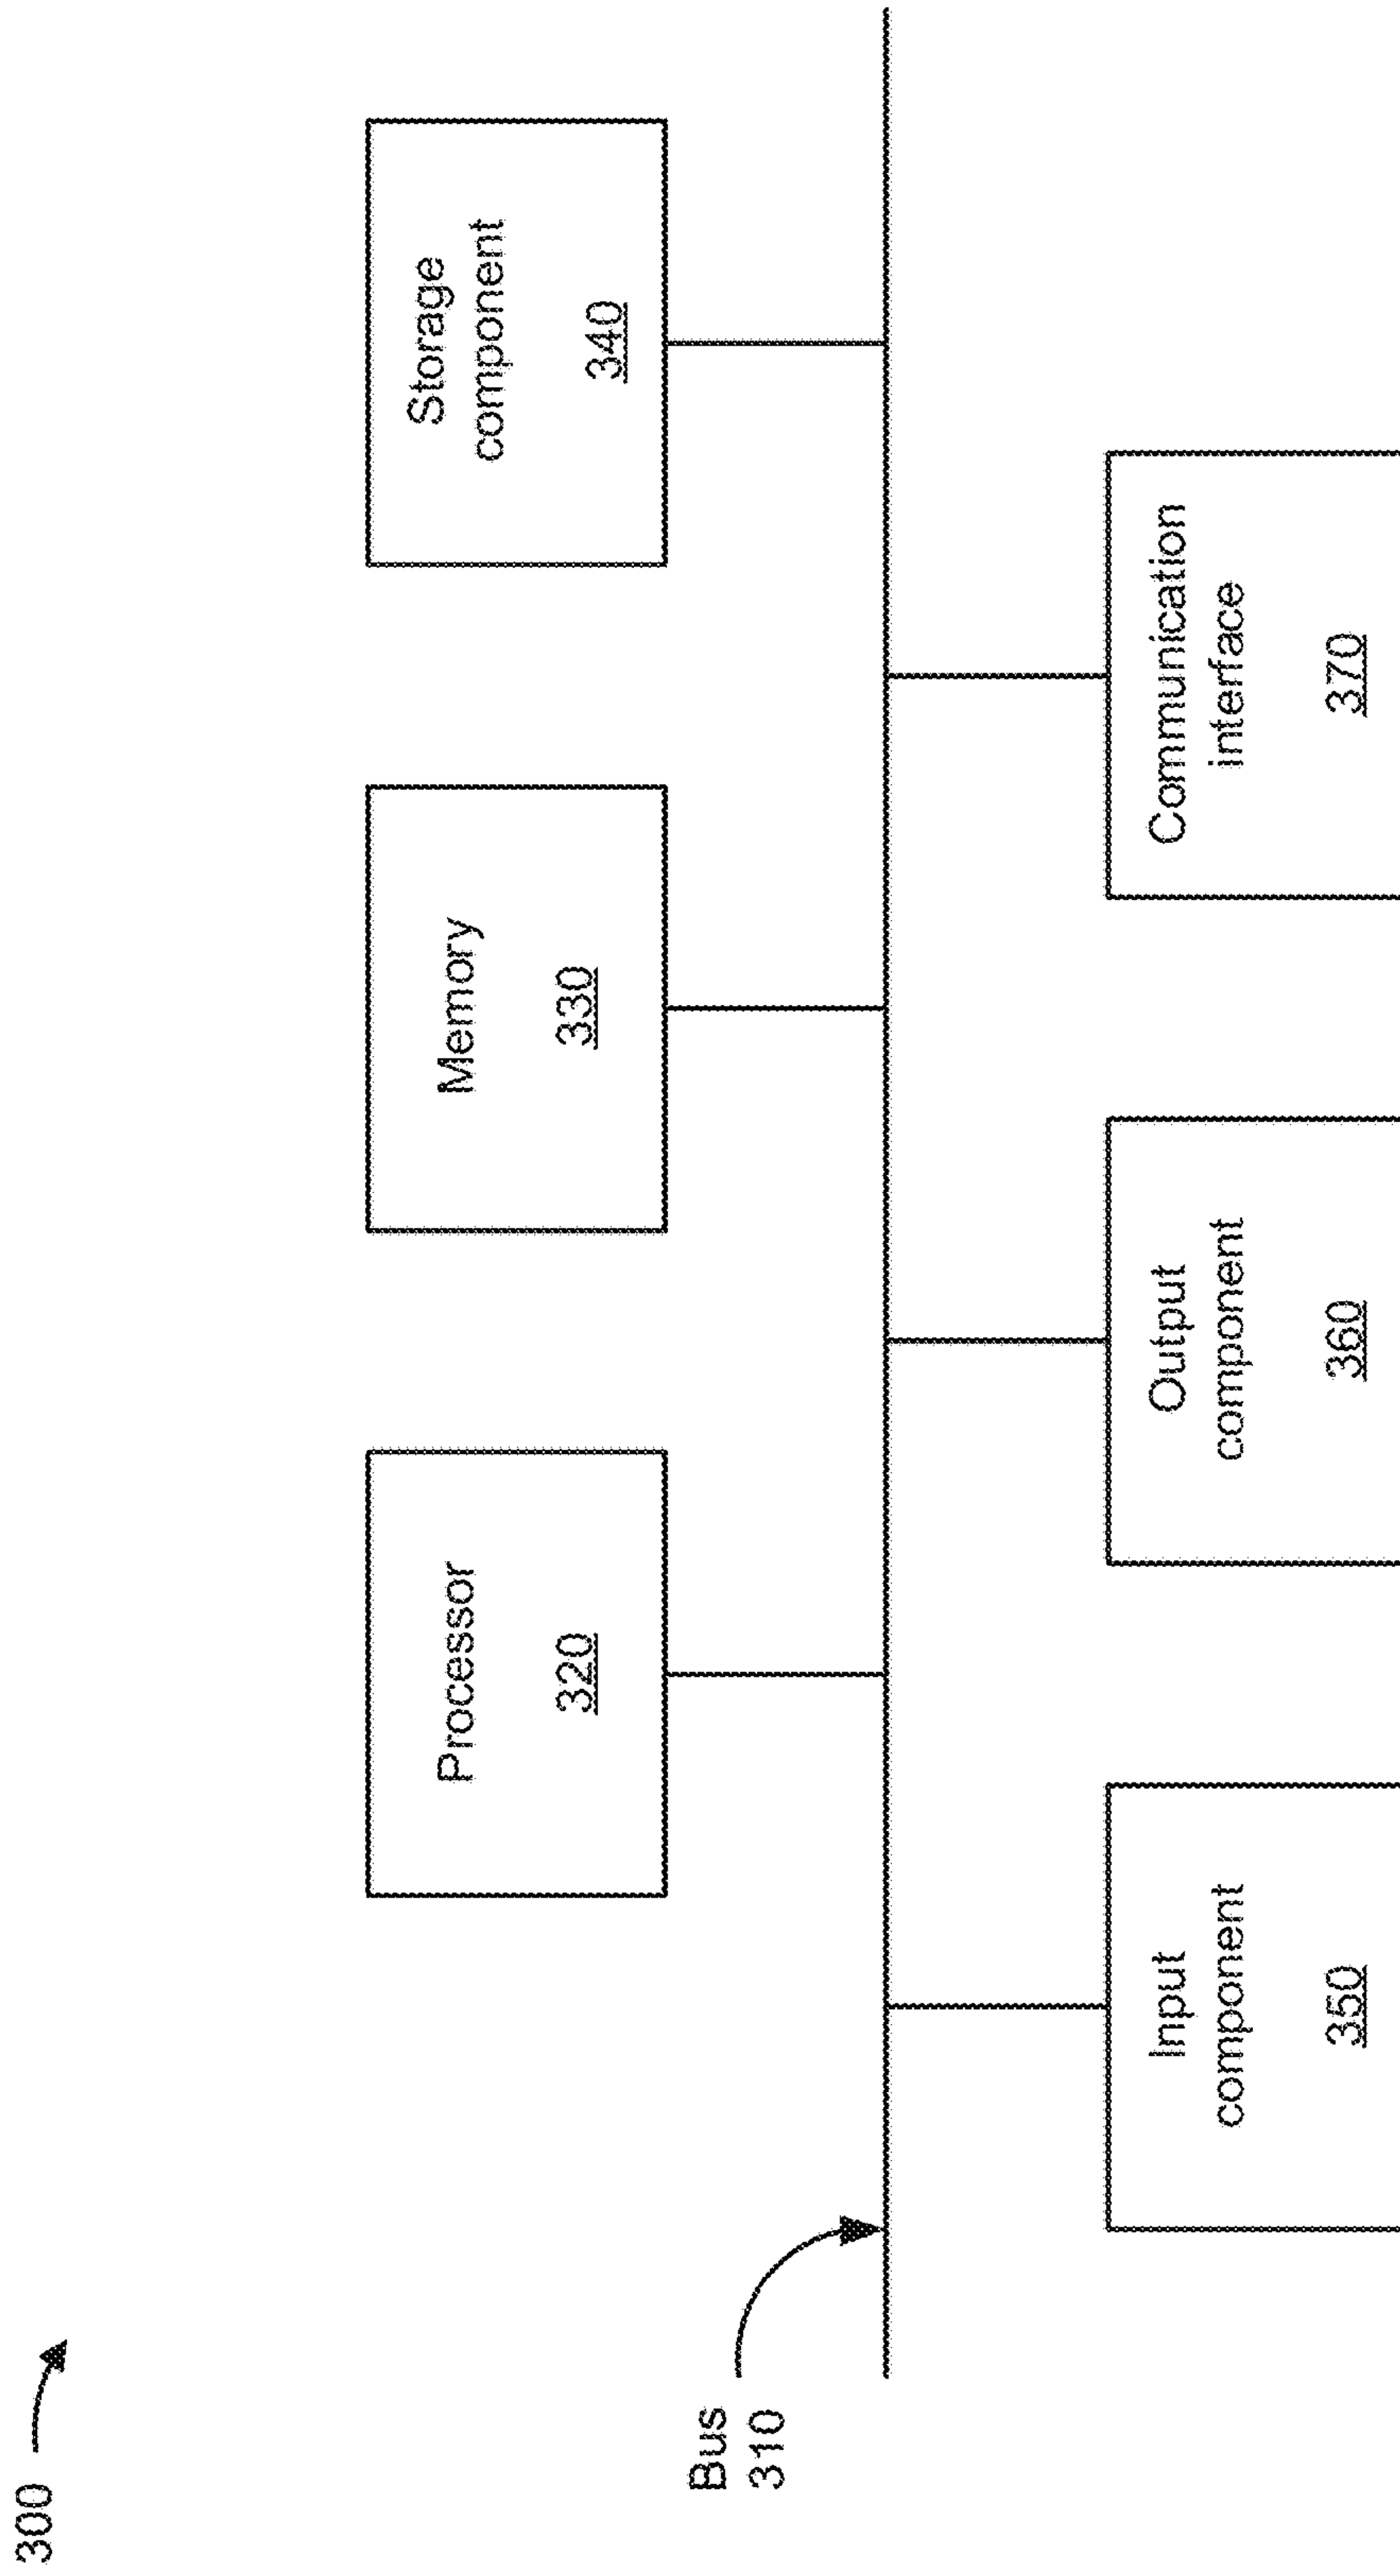 300
Processor
320
Memory
330
Storage
component
340
Bus
310
Input
component
350
Output
component
360
Communication
interface
370